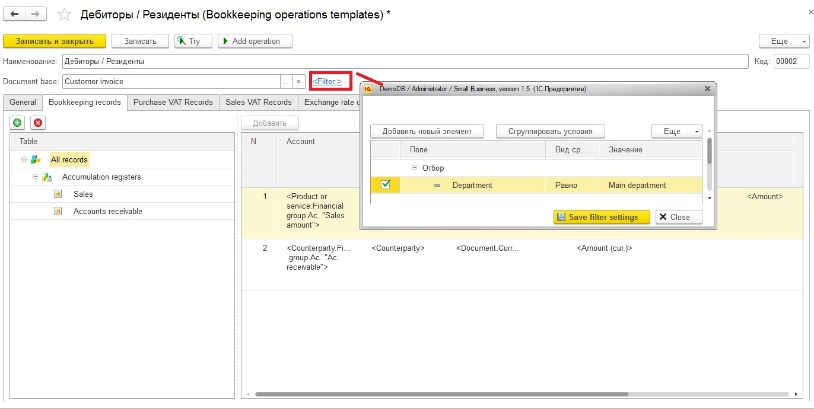 Дебиторы / Резиденты (Bookkeeping operations templates) *
Записать и закрыть
Записать
Try
Add operation
Еще
Наименование: Дебиторы / Резиденты
Код: 00002
Document base: Customer invoice
<Filter:>
General
Bookkeeping records
Purchase VAT Records
Sales VAT Records
Exchange rate
DemoDB / Administrator / Small Business, version 1.5 (1С:Предприятие)
Добавить новый элемент
Сгруппировать условия
Еще
Поле
Вид ср...
Значение
Отбор
Department
Равно
Main department
Save filter settings
Close
Добавить
Table
All records
Accumulation registers
Sales
Accounts receivable
N
Account
1
<Product or
service.Financial
group.Ac. "Sales
amount">
<Amount>
2
<Counterparty.Fi...
group.Ac. "Ac.
receivable">
<Counterparty>
<Document.Curr...
<Amount (cur.)>